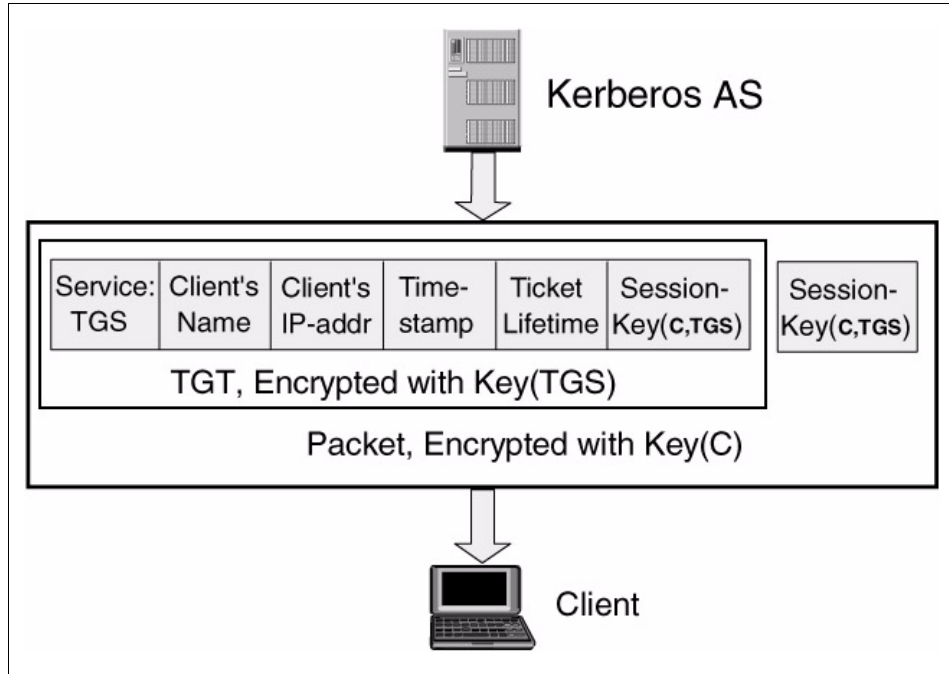 Kerberos AS
Service:
TGS
Client's
Name
Client's
IP-addr
Time-
stamp
Ticket
Lifetime
Session-
Key(C,TGS)
Session-
Key(C,TGS)
TGT, Encrypted with Key(TGS)
Packet, Encrypted with Key(C)
Client